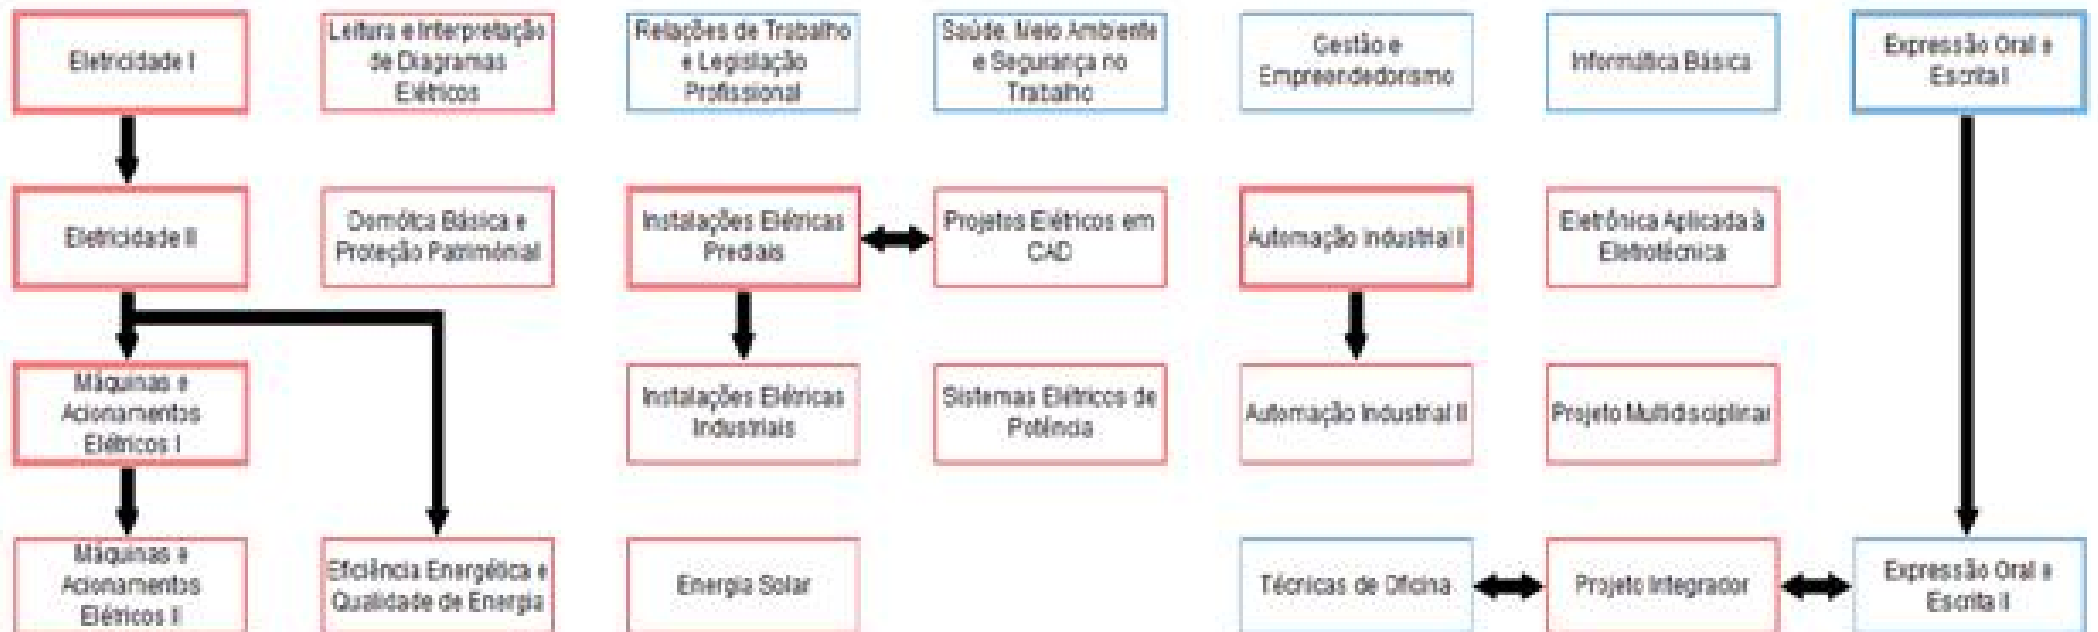 Eletricidade I
Leitura e Interpretação
de Diagramas
Elétricos
Relações de Trabalho
e Legislação
Profissional
Saúde, Meio Ambiente
e Segurança no
Trabalho
Gestão e
Empreendedorismo
Informática Básica
Expressão Oral e
Escrita I
Eletricidade II
Domótca Básica e
Proteção Patrimonial
Instalações Elétricas
Prediais
Projetos Elétricos em
CAD
Automação Industrial I
Eletrônica Aplicada à
Eletrotécnica
Máquinas e
Acionamentos
Elétricos I
Instalações Elétricas
Industriais
Sistemas Elétricos de
Potência
Automação Industrial II
Projeto Multidisciplinar
Máquinas e
Acionamentos
Elétricos II
Eficiência Energética e
Qualidade de Energia
Energia Solar
Técnicas de Oficina
Projeto Integrador
Expressão Oral e
Escrita II